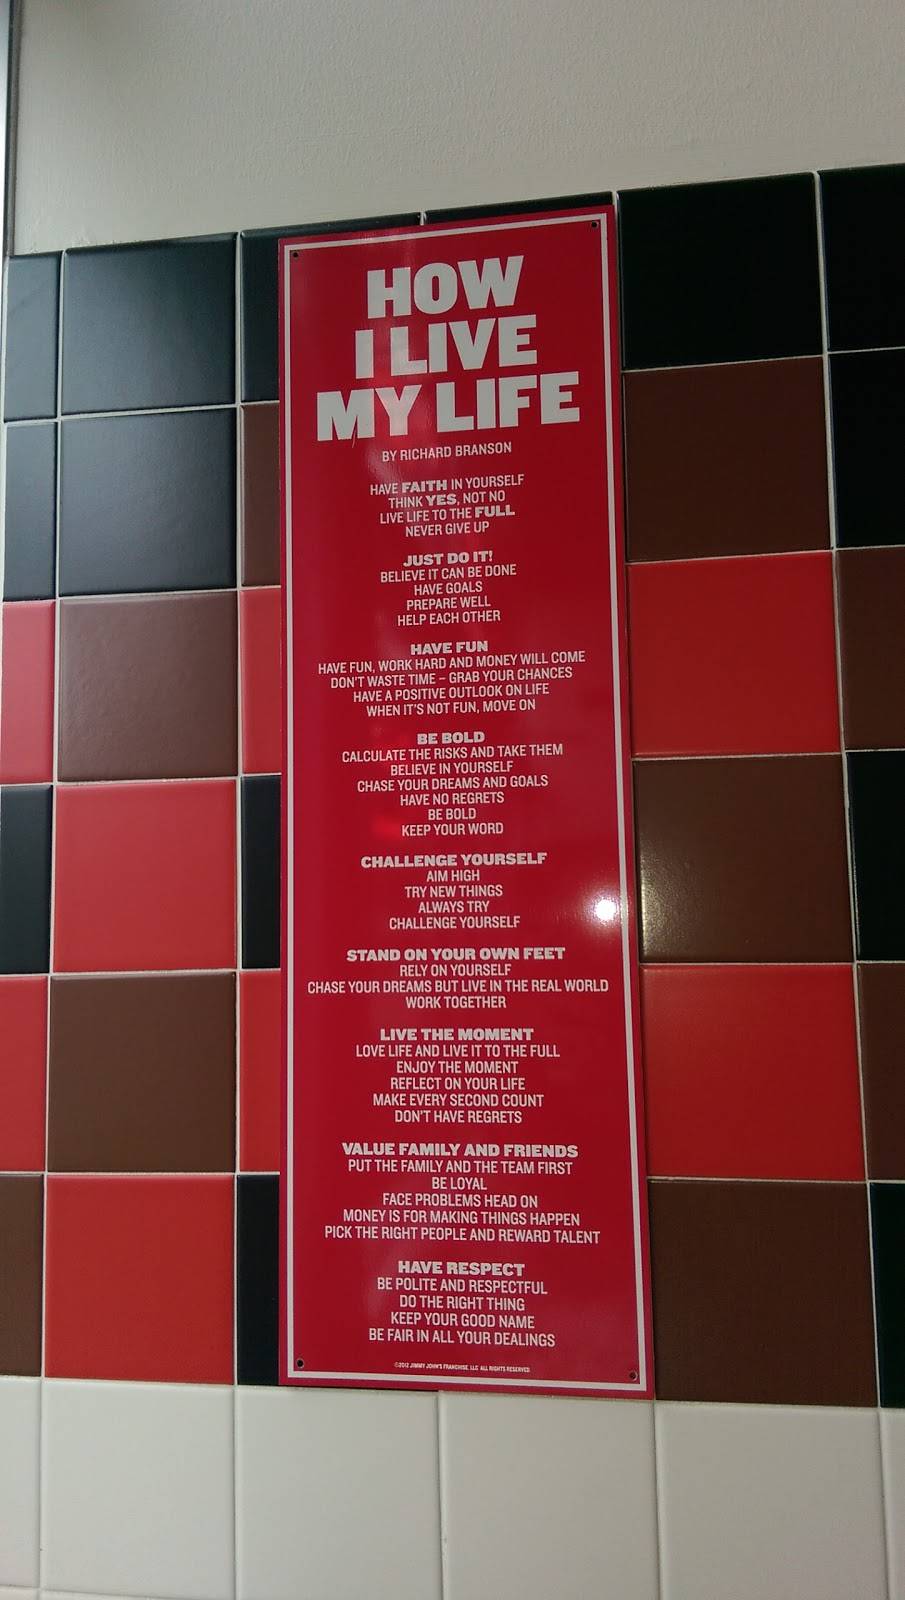 HOW
I LIVE
MY LIFE
BY RICHARD BRANSON
HAVE FAITH IN YOURSELF
THINK YES, NOT NO
LIVE LIFE TO THE FULL
NEVER GIVE UP
JUST DO IT!
BELIEVE IT CAN BE DONE
HAVE GOALS
PREPARE WELL
HELP EACH OTHER
HAVE FUN
HAVE FUN, WORK HARD AND MONEY WILL COME
DON'T WASTE TIME – GRAB YOUR CHANCES
HAVE A POSITIVE OUTLOOK ON LIFE
WHEN IT'S NOT FUN, MOVE ON
BE BOLD
CALCULATE THE RISKS AND TAKE THEM
BELIEVE IN YOURSELF
CHASE YOUR DREAMS AND GOALS
HAVE NO REGRETS
BE BOLD
KEEP YOUR WORD
CHALLENGE YOURSELF
AIM HIGH
TRY NEW THINGS
ALWAYS TRY
CHALLENGE YOURSELF
STAND ON YOUR OWN FEET
RELY ON YOURSELF
CHASE YOUR DREAMS BUT LIVE IN THE REAL WORLD
WORK TOGETHER
LIVE THE MOMENT
LOVE LIFE AND LIVE IT TO THE FULL
ENJOY THE MOMENT
REFLECT ON YOUR LIFE
MAKE EVERY SECOND COUNT
DON'T HAVE REGRETS
VALUE FAMILY AND FRIENDS
PUT THE FAMILY AND THE TEAM FIRST
BE LOYAL
FACE PROBLEMS HEAD ON
MONEY IS FOR MAKING THINGS HAPPEN
PICK THE RIGHT PEOPLE AND REWARD TALENT
HAVE RESPECT
BE POLITE AND RESPECTFUL
DO THE RIGHT THING
KEEP YOUR GOOD NAME
BE FAIR IN ALL YOUR DEALINGS
©2012 JIMMY JOHN'S FRANCHISE, LLC ALL RIGHTS RESERVED